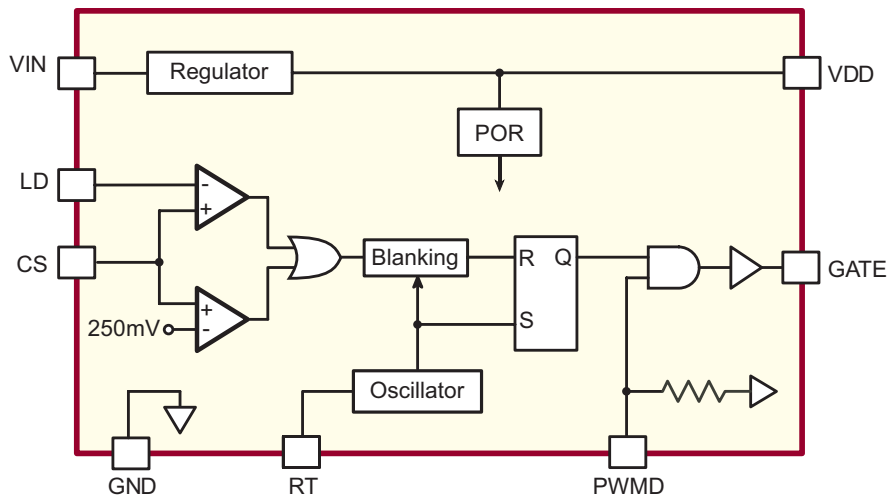 VIN
Regulator
VDD
POR
LD
-
+
CS
Blanking
R Q
GATE
S
+
250mV
-
Oscillator
GND
RT
PWMD